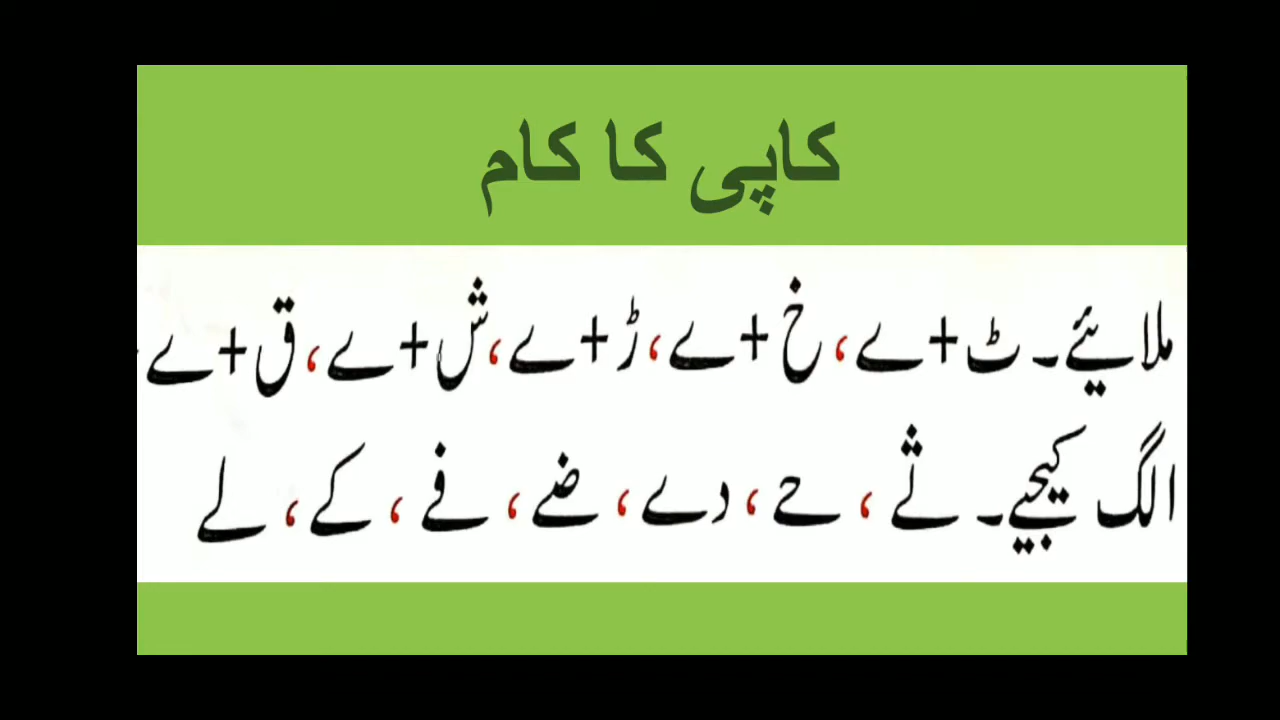 کاپی کا کام
ملائیے۔ ٹ+ے، خ+ے، ڑ+ے، ش+ے، ق+ے
الگ کیجیے۔ ثے، حے، دے، ضے، فے، کے، لے